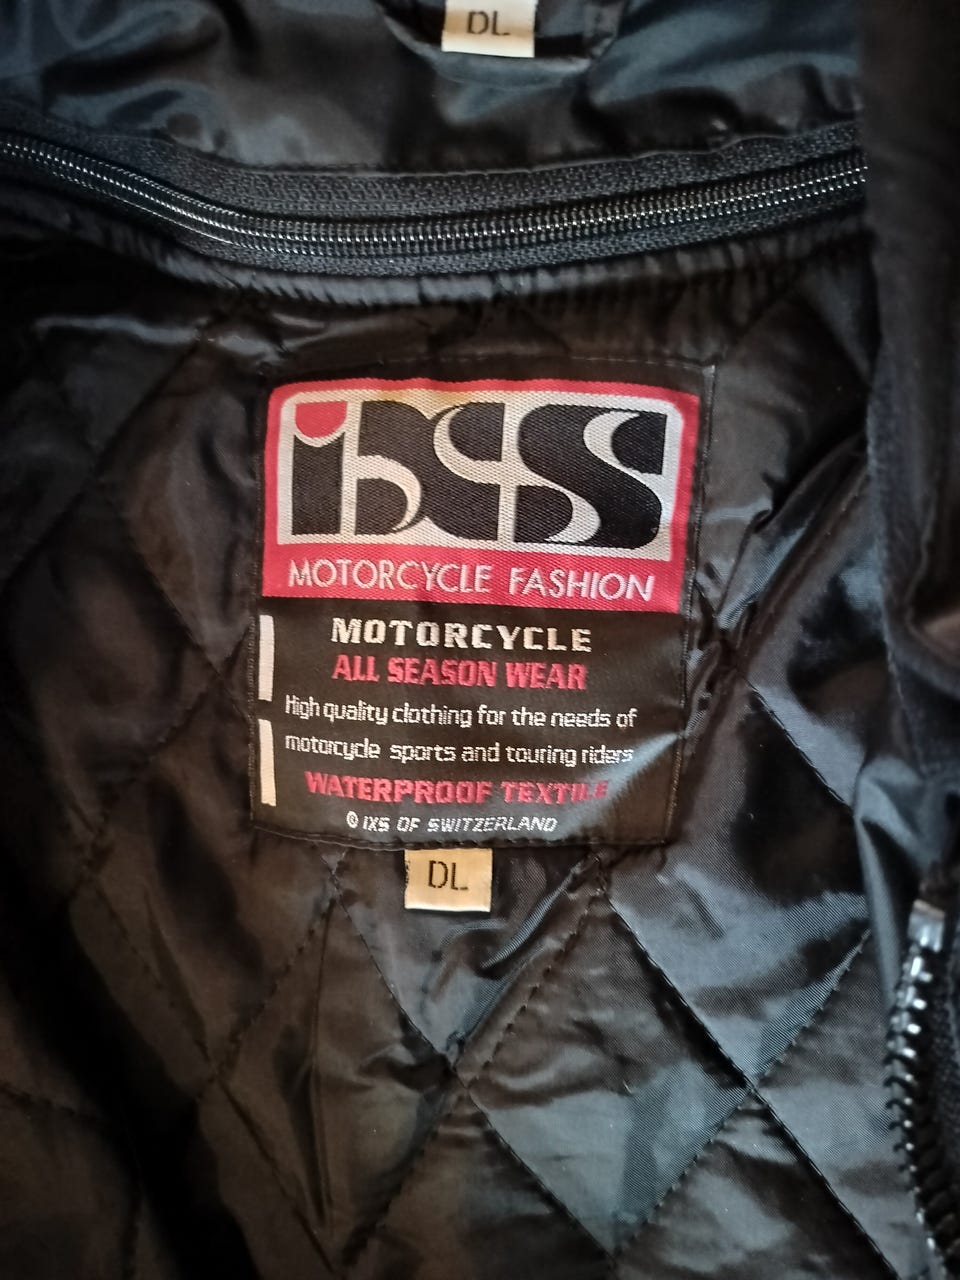 DL
iXS
MOTORCYCLE FASHION
MOTORCYCLE
ALL SEASON WEAR
High quality clothing for the needs of
motorcycle sports and touring riders
WATERPROOF TEXTILE
© IXS OF SWITZERLAND
DL